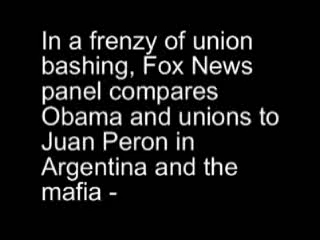 In a frenzy of union
bashing, Fox News
panel compares
Obama and unions to
Juan Peron in
Argentina and the
mafia -